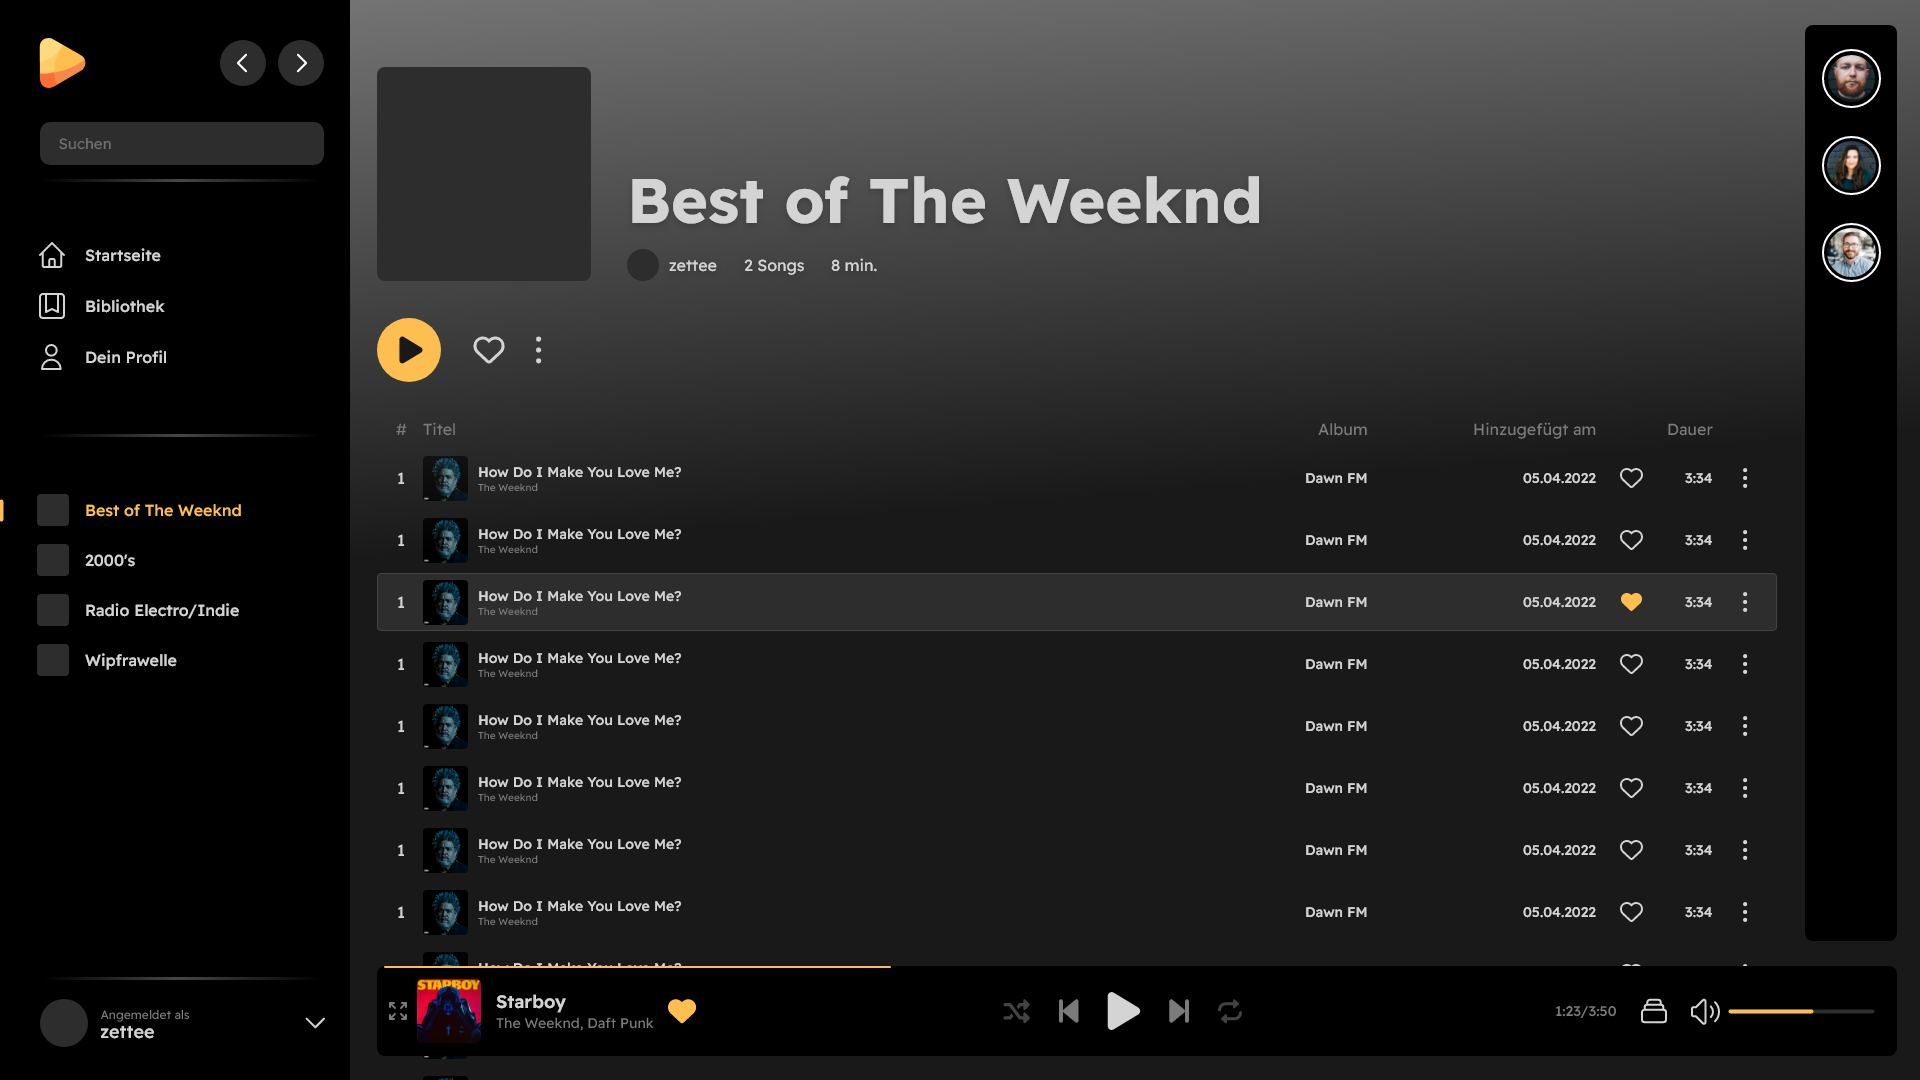 Suchen
Startseite
Bibliothek
Dein Profil
Best of The Weeknd
2000's
Radio Electro/Indie
Wipfrawelle
Angemeldet als
zettee
Best of The Weeknd
zettee 2 Songs 8 min.
# Titel Album Hinzugefügt am Dauer
1 How Do I Make You Love Me? Dawn FM 05.04.2022 3:34
The Weeknd
1 How Do I Make You Love Me? Dawn FM 05.04.2022 3:34
The Weeknd
1 How Do I Make You Love Me? Dawn FM 05.04.2022 3:34
The Weeknd
1 How Do I Make You Love Me? Dawn FM 05.04.2022 3:34
The Weeknd
1 How Do I Make You Love Me? Dawn FM 05.04.2022 3:34
The Weeknd
1 How Do I Make You Love Me? Dawn FM 05.04.2022 3:34
The Weeknd
1 How Do I Make You Love Me? Dawn FM 05.04.2022 3:34
The Weeknd
1 How Do I Make You Love Me? Dawn FM 05.04.2022 3:34
The Weeknd
How Do I Make You Love Me?
STARBOY
Starboy
The Weeknd, Daft Punk
1:23/3:50